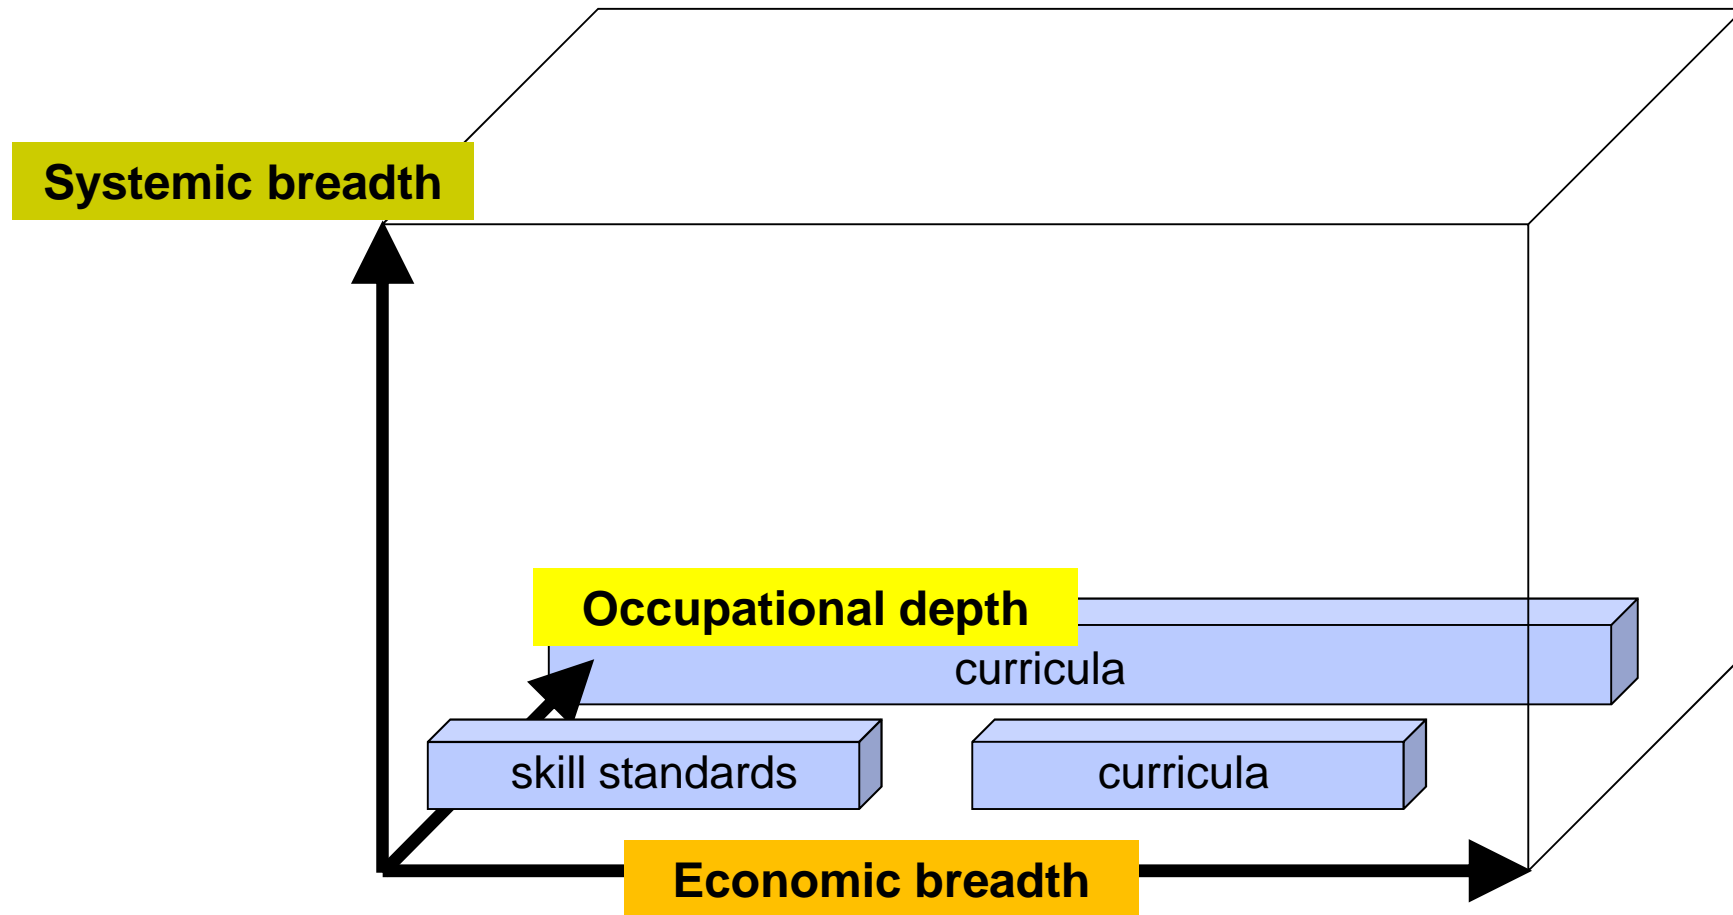 Systemic breadth
Occupational depth
curricula
skill standards
curricula
Economic breadth